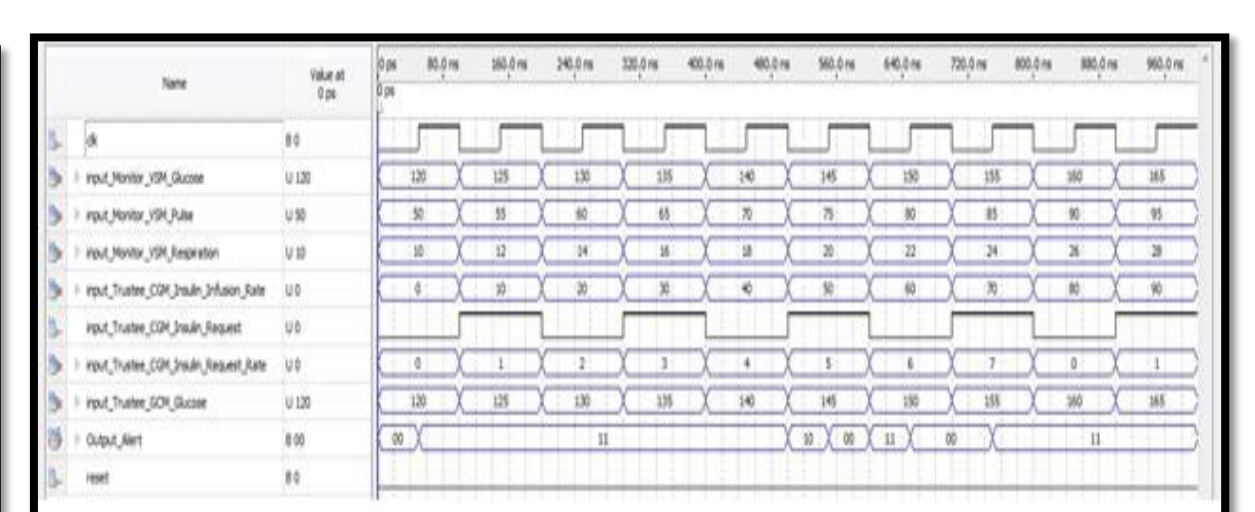 Name Value at 0 ps 0 ps 80.0 ns 160.0 ns 240.0 ns 320.0 ns 400.0 ns 480.0 ns 560.0 ns 640.0 ns 720.0 ns 800.0 ns 880.0 ns 960.0 ns
0 ps
clk B 0
input_Monitor_VSM_Glucose U 120 120 125 130 135 140 145 150 155 160 165
input_Monitor_VSM_Pulse U 50 50 55 60 65 70 75 80 85 90 95
input_Monitor_VSM_Respiration U 10 10 12 14 16 18 20 22 24 26 28
input_Trustee_CGM_Insulin_Infusion_Rate U 0 0 10 20 30 40 50 60 70 80 90
input_Trustee_CGM_Insulin_Request U 0
input_Trustee_CGM_Insulin_Request_Rate U 0 0 1 2 3 4 5 6 7 0 1
input_Trustee_GCM_Glucose U 120 120 125 130 135 140 145 150 155 160 165
Output_Alert B 00 00 11 10 00 11 00 11
reset B 0